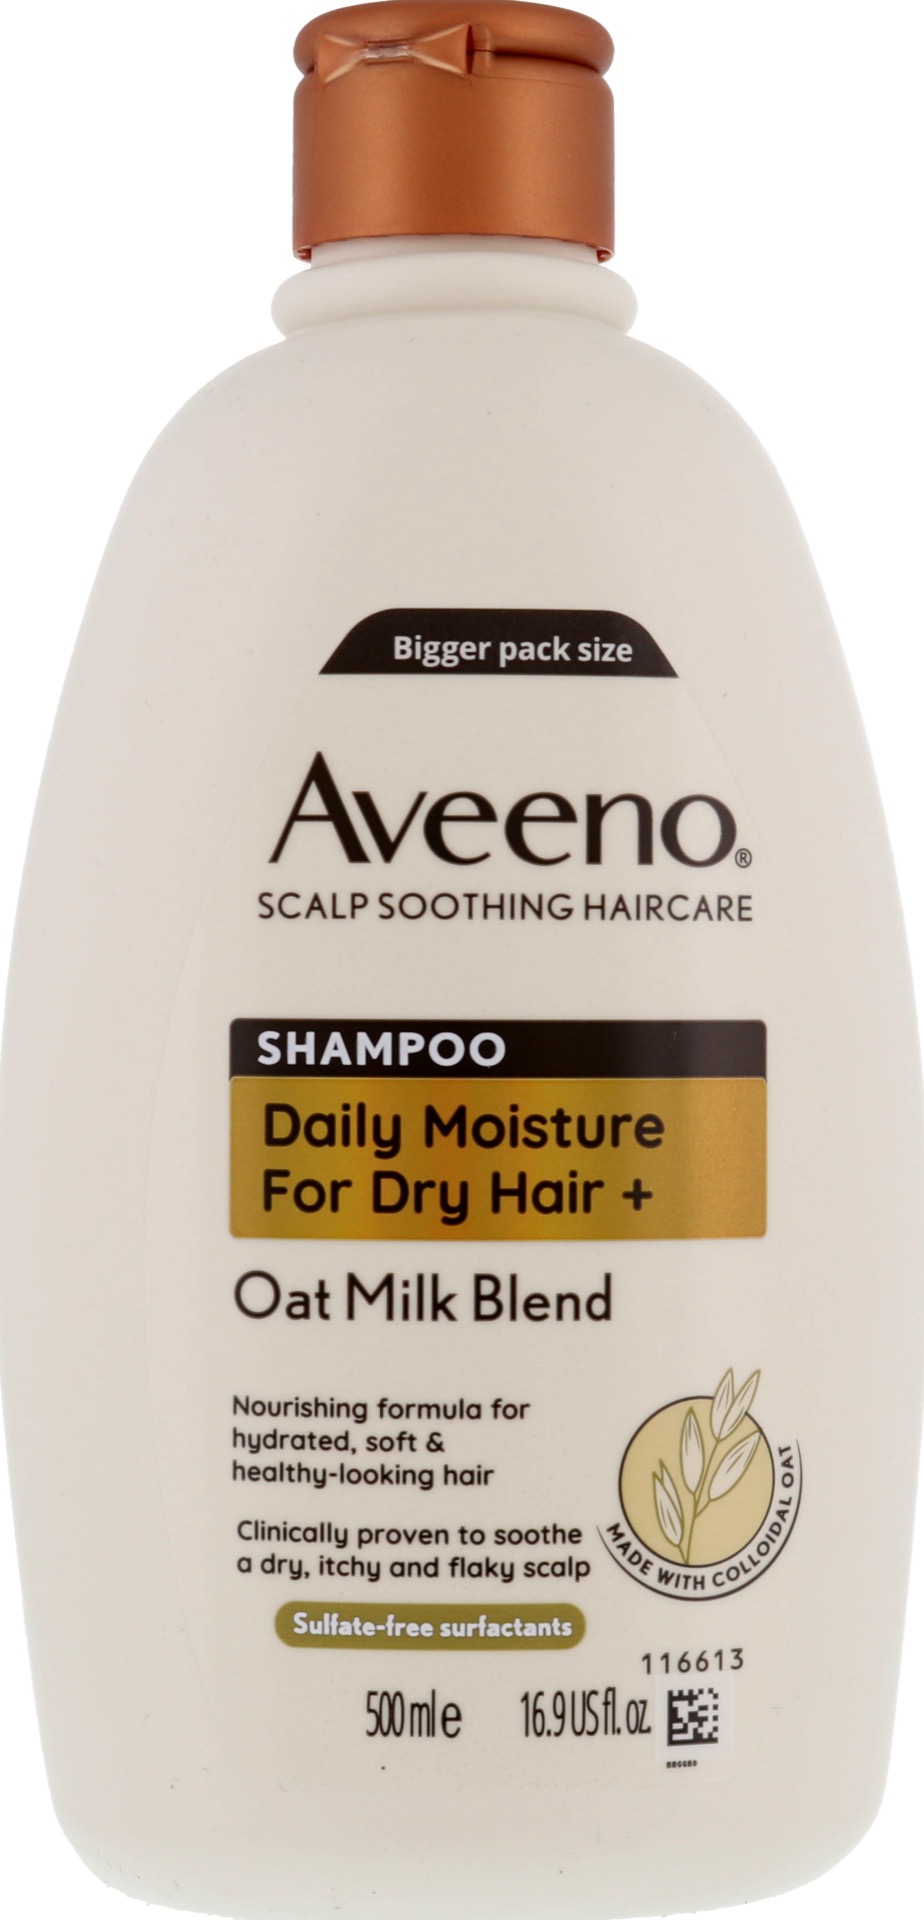 Bigger pack size
Aveeno®
SCALP SOOTHING HAIRCARE
SHAMPOO
Daily Moisture
For Dry Hair +
Oat Milk Blend
Nourishing formula for
hydrated, soft &
healthy-looking hair
Clinically proven to soothe
a dry, itchy and flaky scalp
MADE WITH COLLOIDAL OAT
Sulfate-free surfactants
116613
500 ml e 16.9 US fl. oz.